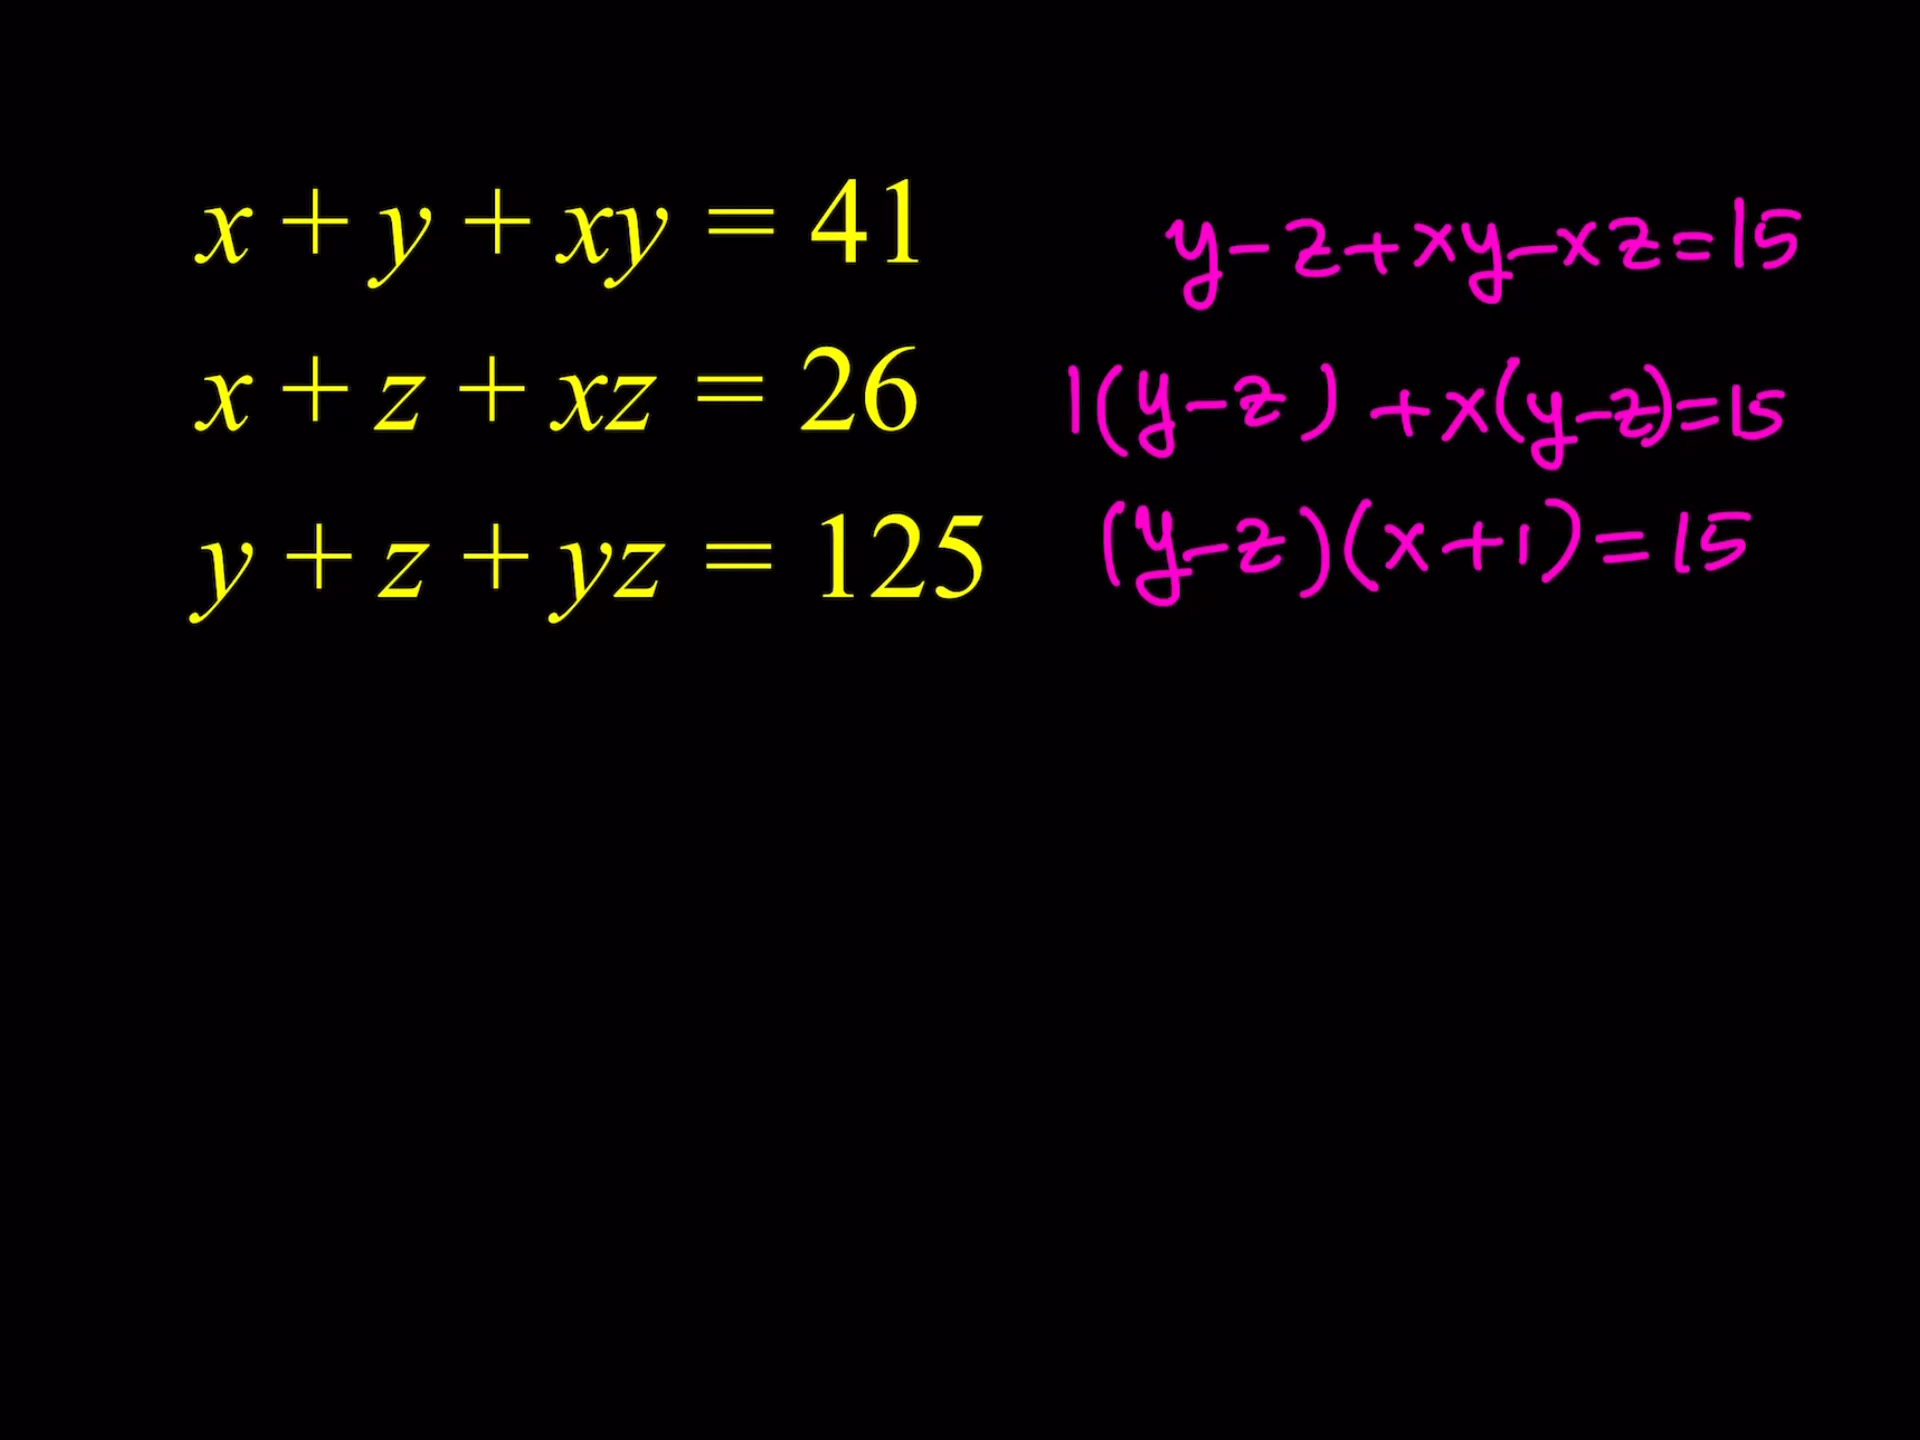 x + y + xy = 41
x + z + xz = 26
y + z + yz = 125
y-z+xy-xz=15
1(y-z) +x(y-z)=15
(y-z)(x+1)=15